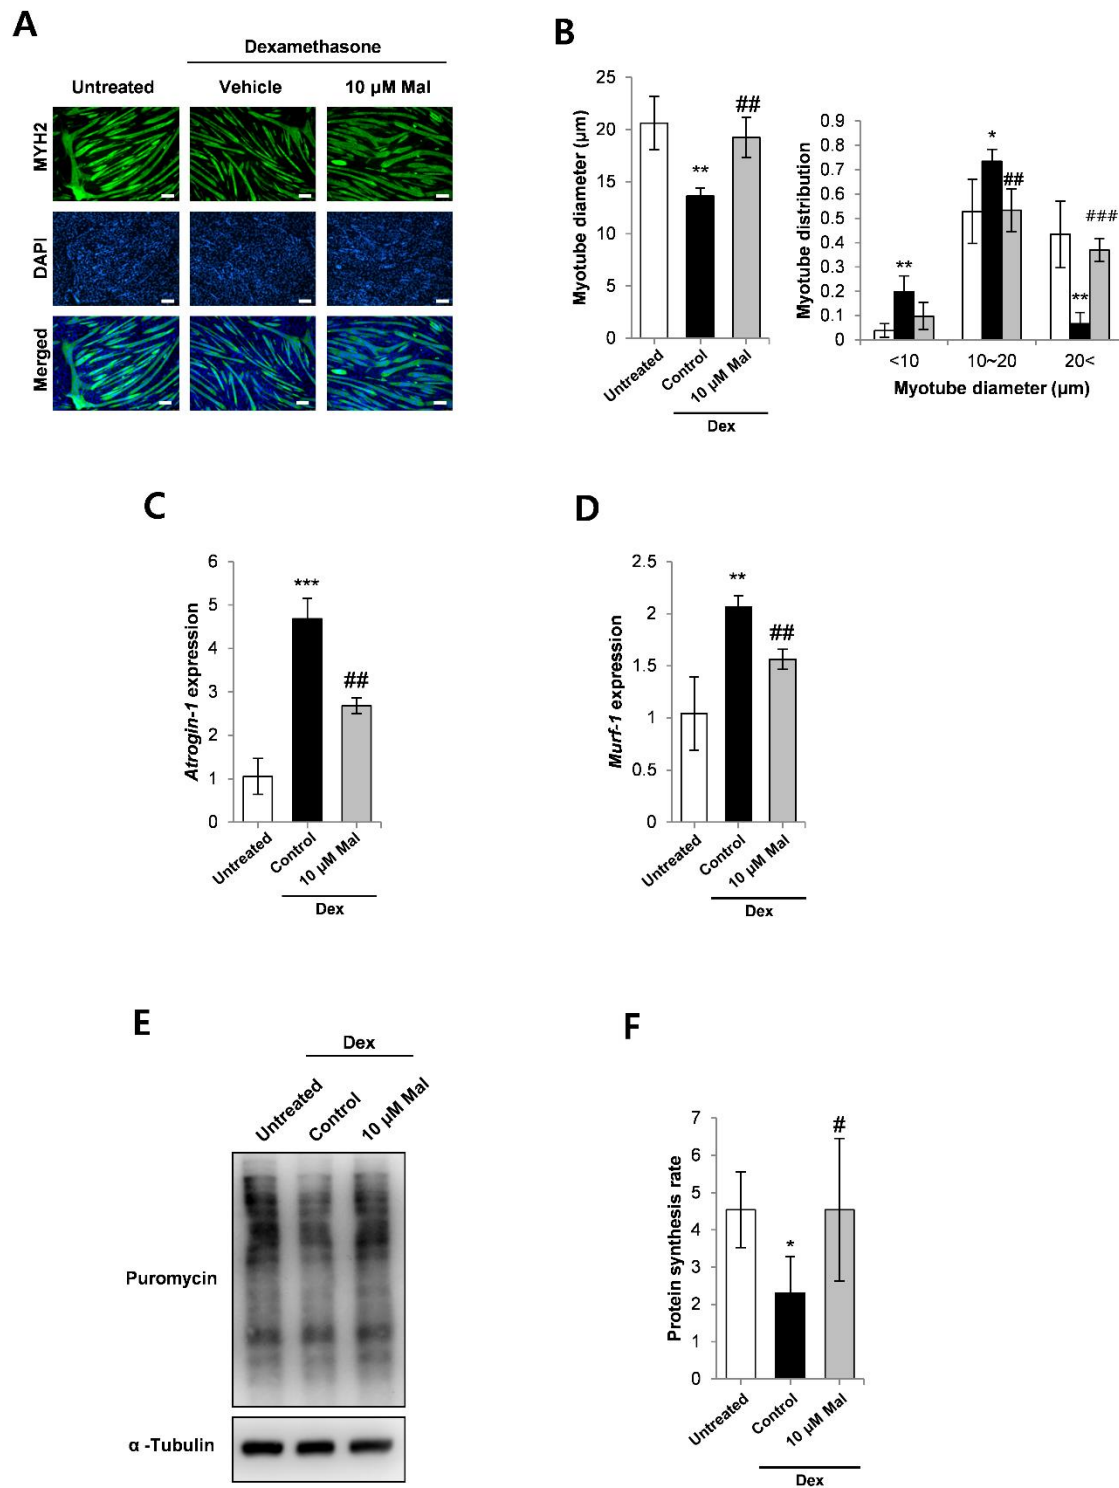 A
Dexamethasone
Untreated Vehicle 10 µM Mal
MYH2
DAPI
Merged
B
Myotube diameter (µm)
25
20
15
10
5
0
**
##
Untreated
Control
10 µM Mal
Dex
Myotube distribution
0.9
0.8
0.7
0.6
0.5
0.4
0.3
0.2
0.1
0
**
*
##
**
###
<10 10~20 20<
Myotube diameter (µm)
C
Atrogin-1 expression
6
5
4
3
2
1
0
***
##
Untreated
Control
10 µM Mal
Dex
D
Murf-1 expression
2.5
2
1.5
1
0.5
0
**
##
Untreated
Control
10 µM Mal
Dex
E
Dex
Untreated
Control
10 µM Mal
Puromycin
α -Tubulin
F
Protein synthesis rate
7
6
5
4
3
2
1
0
*
#
Untreated
Control
10 µM Mal
Dex